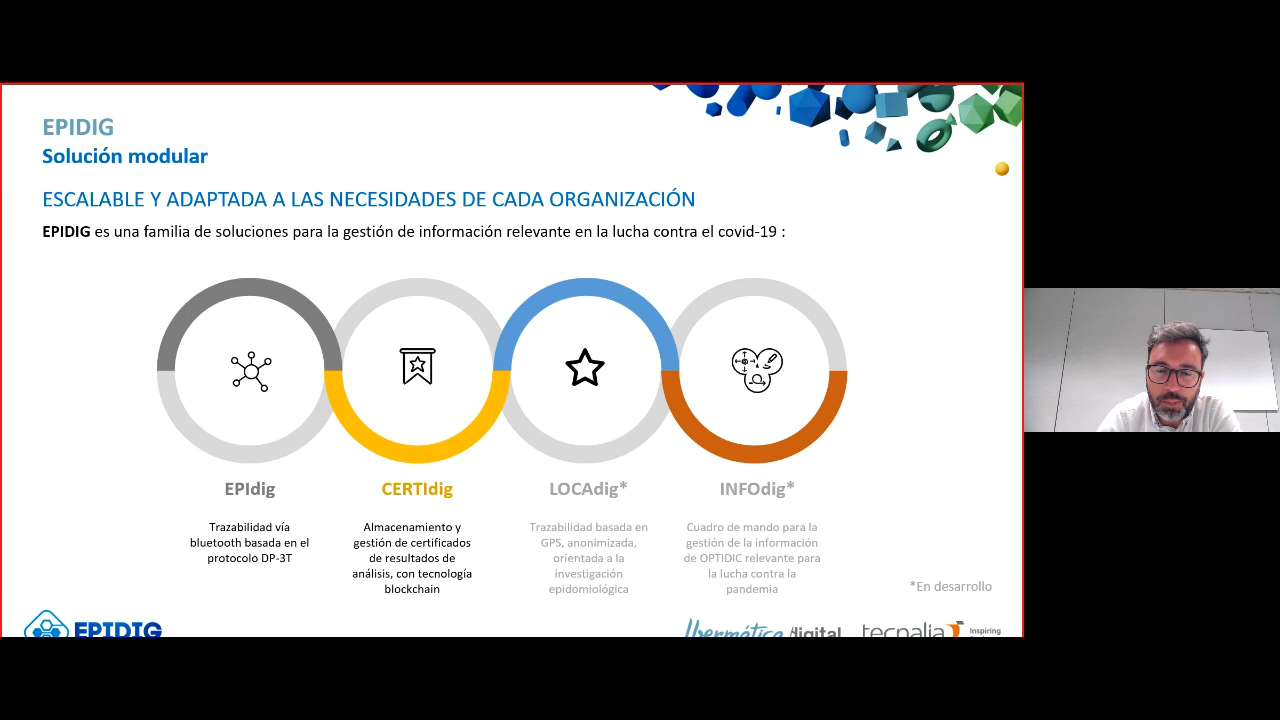 EPIDIG
Solución modular
ESCALABLE Y ADAPTADA A LAS NECESIDADES DE CADA ORGANIZACIÓN
EPIDIG es una familia de soluciones para la gestión de información relevante en la lucha contra el covid-19 :
EPIdig
Trazabilidad vía
bluetooth basada en el
protocolo DP-3T
CERTIdig
Almacenamiento y
gestión de certificados
de resultados de
análisis, con tecnología
blockchain
LOCAdig*
Trazabilidad basada en
GPS, anonimizada,
orientada a la
investigación
epidomiológica
INFOdig*
Cuadro de mando para la
gestión de la información
de OPTIDIC relevante para
la lucha contra la
pandemia
*En desarrollo
EPIDIG
Ibermática digital
tecnalia Inspiring